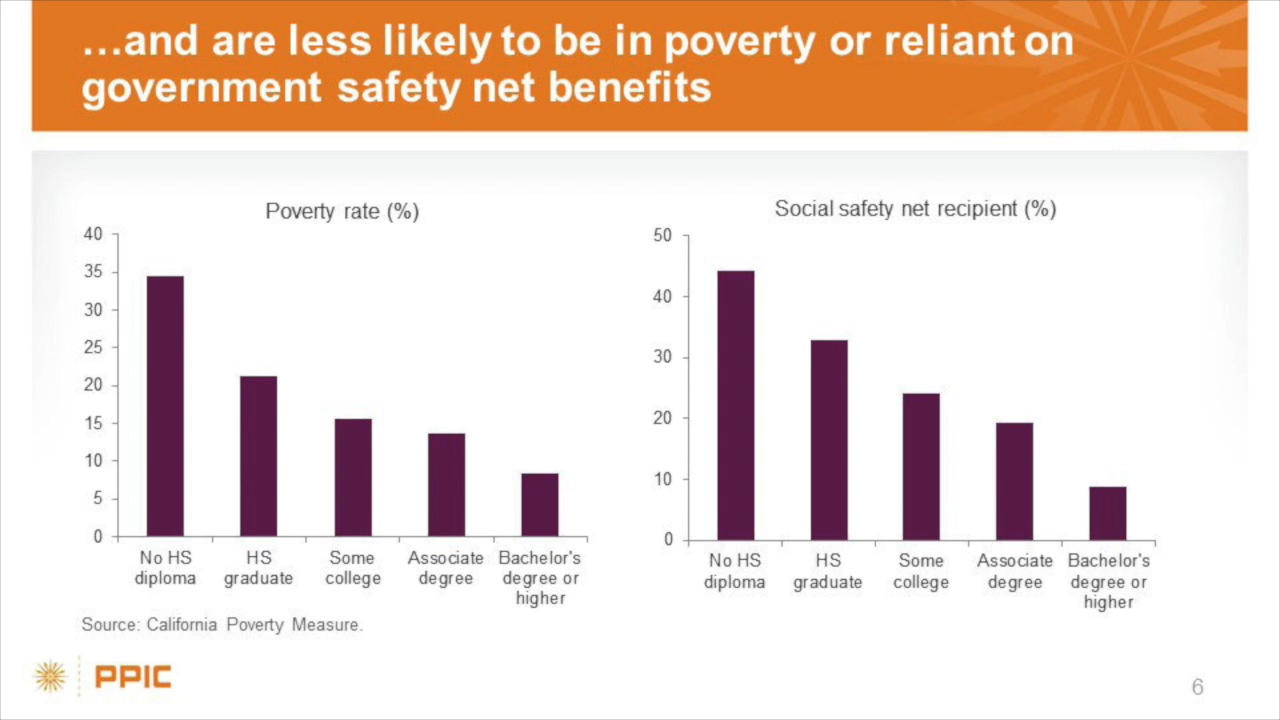 …and are less likely to be in poverty or reliant on
government safety net benefits
Poverty rate (%)
40
35
30
25
20
15
10
5
0
No HS
diploma
HS
graduate
Some
college
Associate
degree
Bachelor's
degree or
higher
Social safety net recipient (%)
50
40
30
20
10
0
No HS
diploma
HS
graduate
Some
college
Associate
degree
Bachelor's
degree or
higher
Source: California Poverty Measure.
PPIC
6